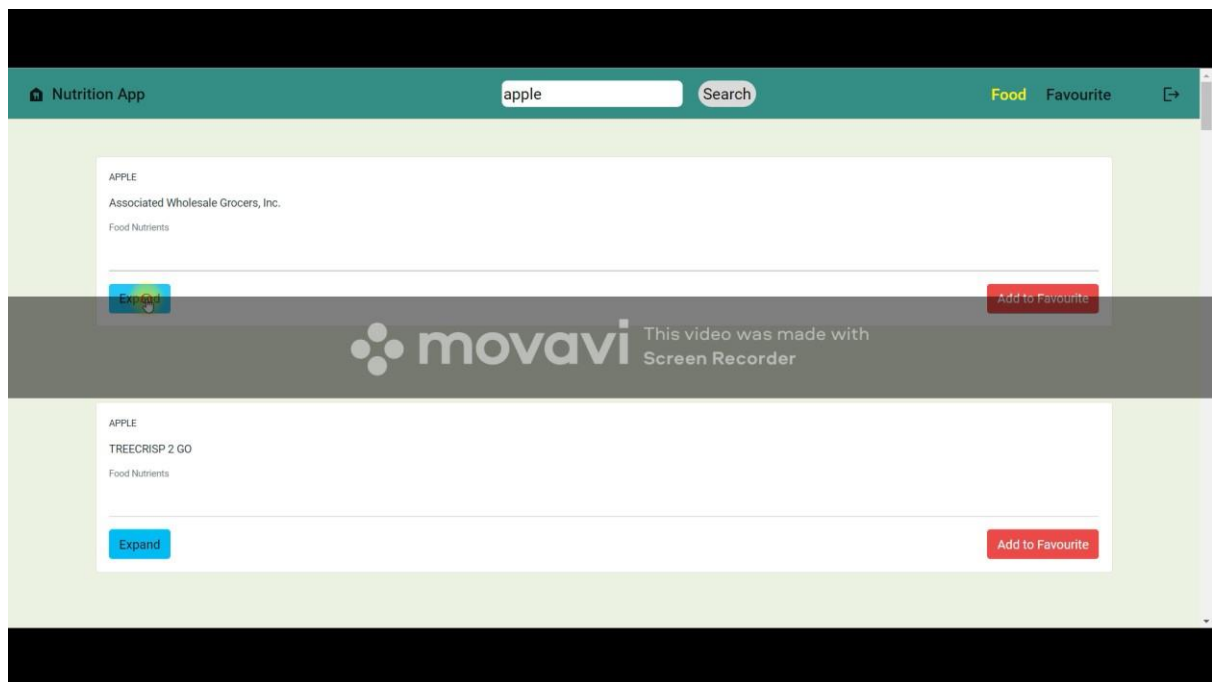 Nutrition App
apple
Search
Food Favourite
APPLE
Associated Wholesale Grocers, Inc.
Food Nutrients
Expand
Add to Favourite
movavi
This video was made with
Screen Recorder
APPLE
TREECRISP 2 GO
Food Nutrients
Expand
Add to Favourite